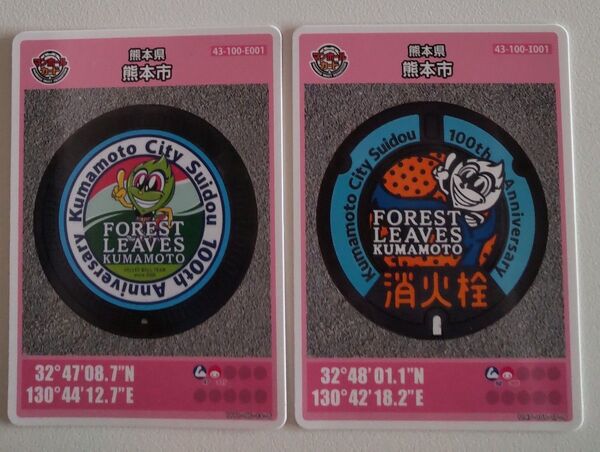 熊本県
熊本市
43-100-E001
Kumamoto City Suidou 100th Anniversary
FOREST
LEAVES
KUMAMOTO
32°47'08.7"N
130°44'12.7"E
熊本県
熊本市
43-100-I001
Kumamoto City Suidou 100th Anniversary
FOREST
LEAVES
KUMAMOTO
消火栓
32°48'01.1"N
130°42'18.2"E